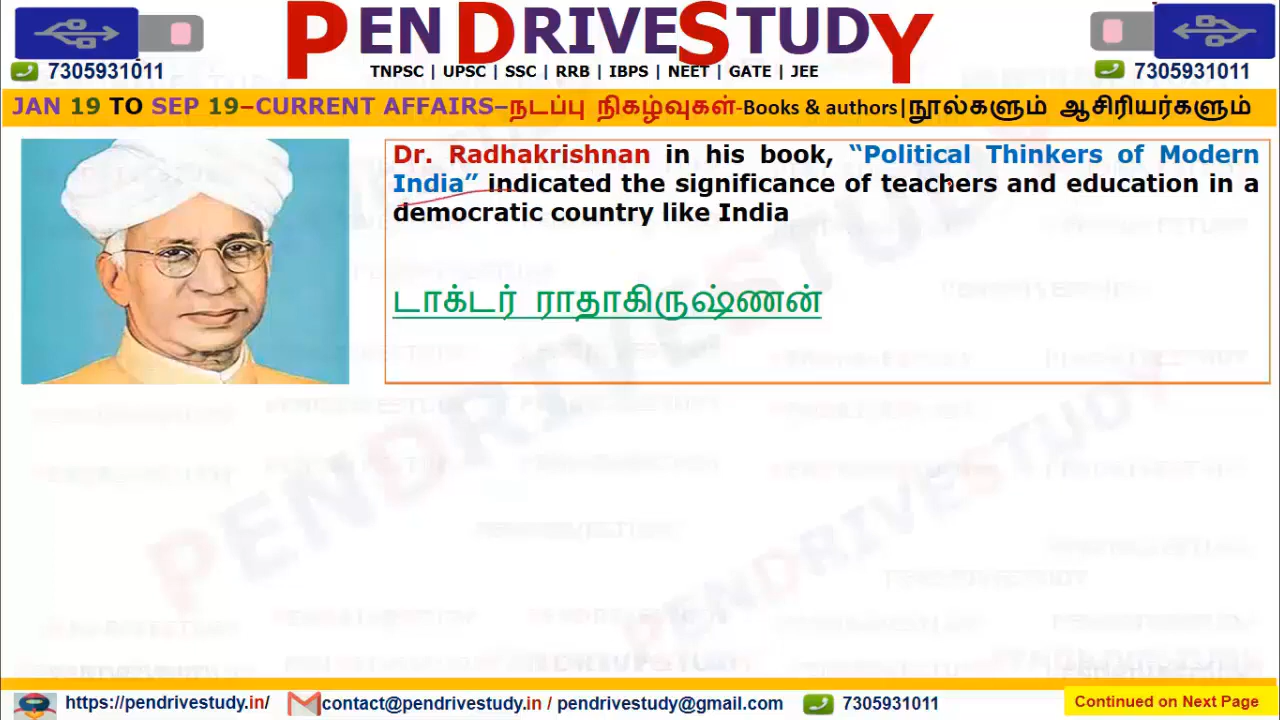 PENDRIVESTUDY
TNPSC | UPSC | SSC | RRB | IBPS | NEET | GATE | JEE
7305931011
7305931011
JAN 19 TO SEP 19–CURRENT AFFAIRS–நடப்பு நிகழ்வுகள்-Books & authors|நூல்களும் ஆசிரியர்களும்
Dr. Radhakrishnan in his book, “Political Thinkers of Modern
India” indicated the significance of teachers and education in a
democratic country like India
டாக்டர் ராதாகிருஷ்ணன்
PENDRIVESTUDY
PENDRIVESTUDY
https://pendrivestudy.in/ contact@pendrivestudy.in / pendrivestudy@gmail.com 7305931011 Continued on Next Page